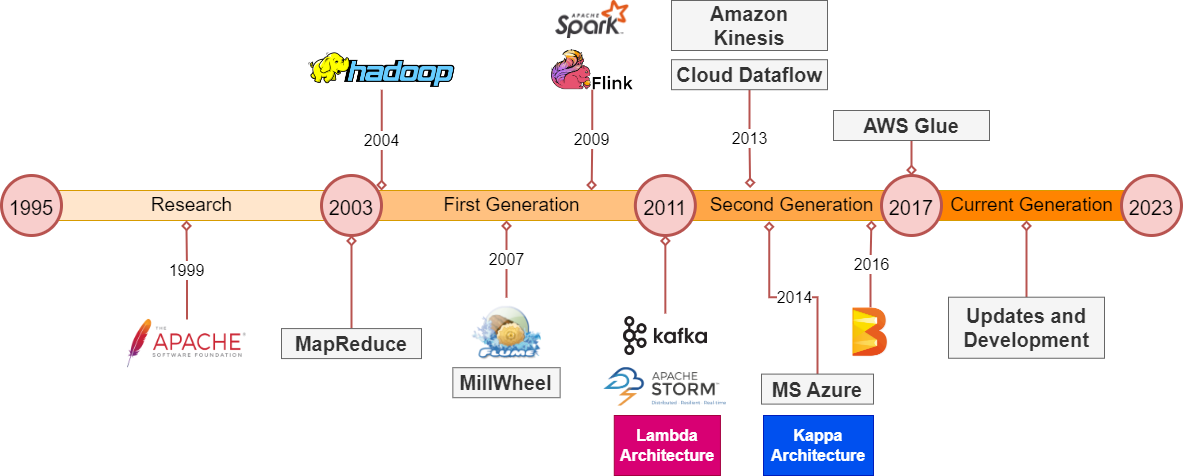 APACHE
Spark™
Amazon
Kinesis
hadoop
Flink
Cloud Dataflow
2004
2009
2013
AWS Glue
1995
Research
2003
First Generation
2011
Second Generation
2017
Current Generation
2023
1999
2007
2016
2014
THE
APACHE®
SOFTWARE FOUNDATION
MapReduce
FLUME
MillWheel
kafka
APACHE
STORM™
Distributed Resilient Real-time
Updates and
Development
MS Azure
Lambda
Architecture
Kappa
Architecture